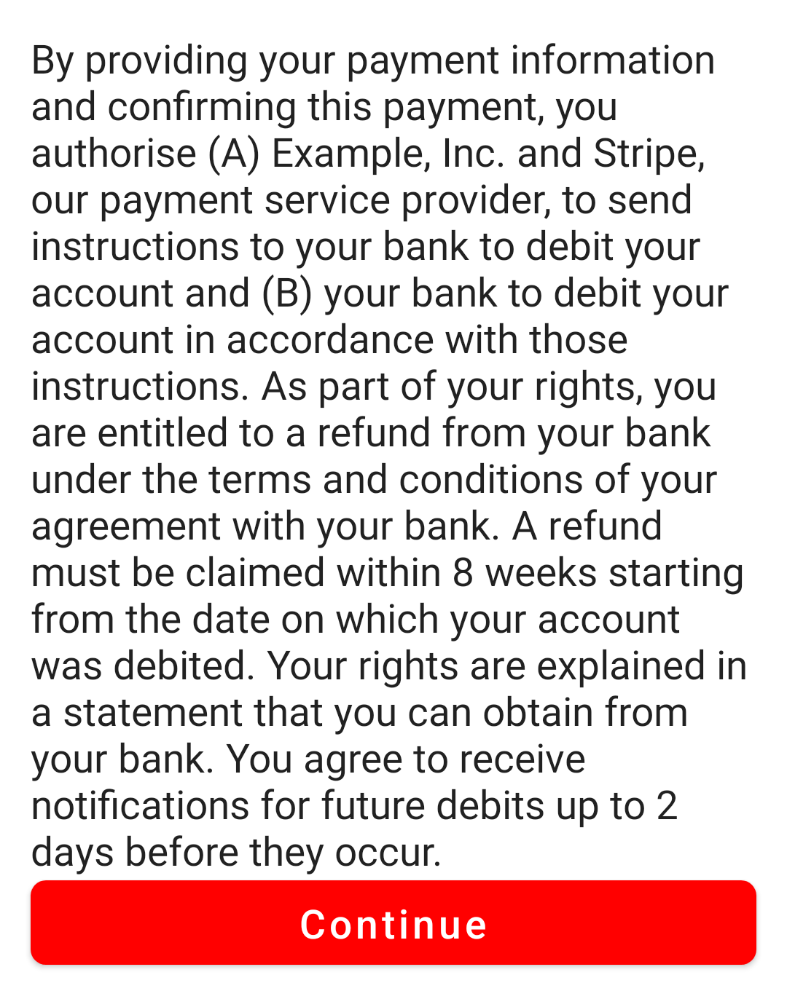 By providing your payment information
and confirming this payment, you
authorise (A) Example, Inc. and Stripe,
our payment service provider, to send
instructions to your bank to debit your
account and (B) your bank to debit your
account in accordance with those
instructions. As part of your rights, you
are entitled to a refund from your bank
under the terms and conditions of your
agreement with your bank. A refund
must be claimed within 8 weeks starting
from the date on which your account
was debited. Your rights are explained in
a statement that you can obtain from
your bank. You agree to receive
notifications for future debits up to 2
days before they occur.
Continue